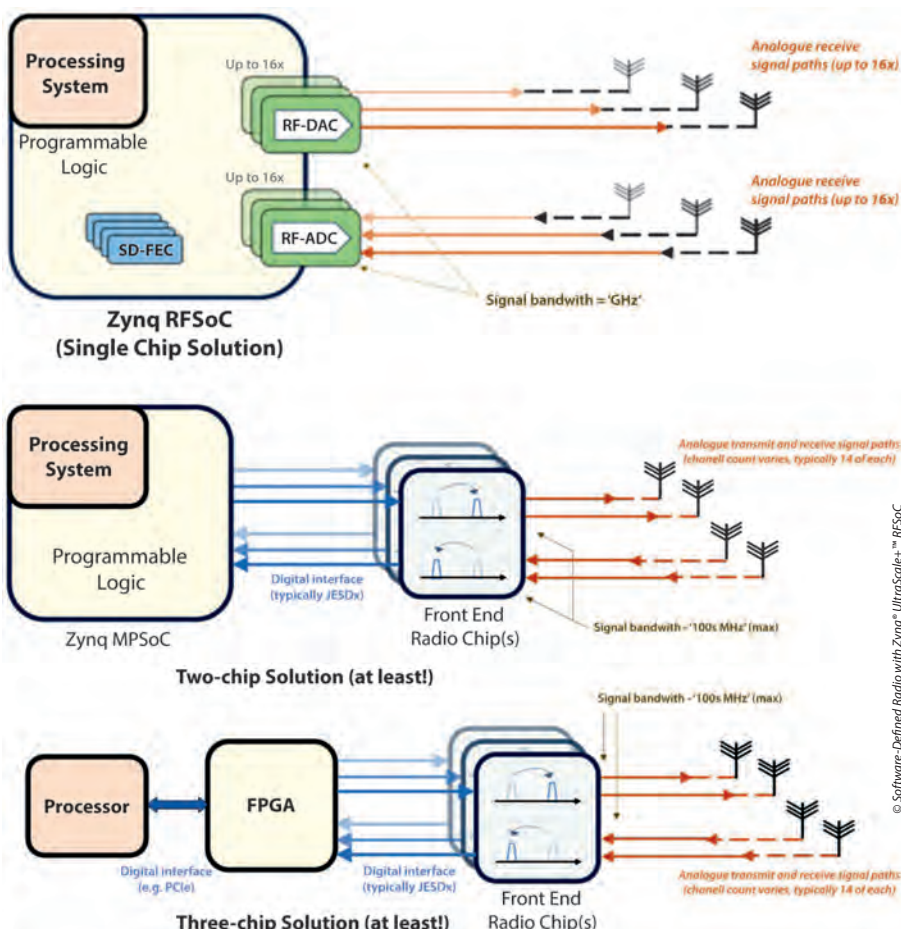 Processing
System
Programmable
Logic
SD-FEC
Up to 16x
RF-DAC
Up to 16x
RF-ADC
Analogue receive
signal paths (up to 16x)
Analogue receive
signal paths (up to 16x)
Signal bandwith = 'GHz'
Zynq RFSoC
(Single Chip Solution)
Processing
System
Programmable
Logic
Zynq MPSoC
Digital interface
(typically JESDx)
Front End
Radio Chip(s)
Analogue transmit and receive signal paths
(chanell count varies, typically 14 of each)
Signal bandwith - '100s MHz' (max)
Two-chip Solution (at least!)
Signal bandwith - '100s MHz' (max)
Processor
FPGA
Digital interface
(e.g. PCIe)
Digital interface
(typically JESDx)
Front End
Radio Chip(s)
Analogue transmit and receive signal paths
(chanell count varies, typically 14 of each)
Three-chip Solution (at least!)
© Software-Defined Radio with Zynq® UltraScale+™ RFSoC